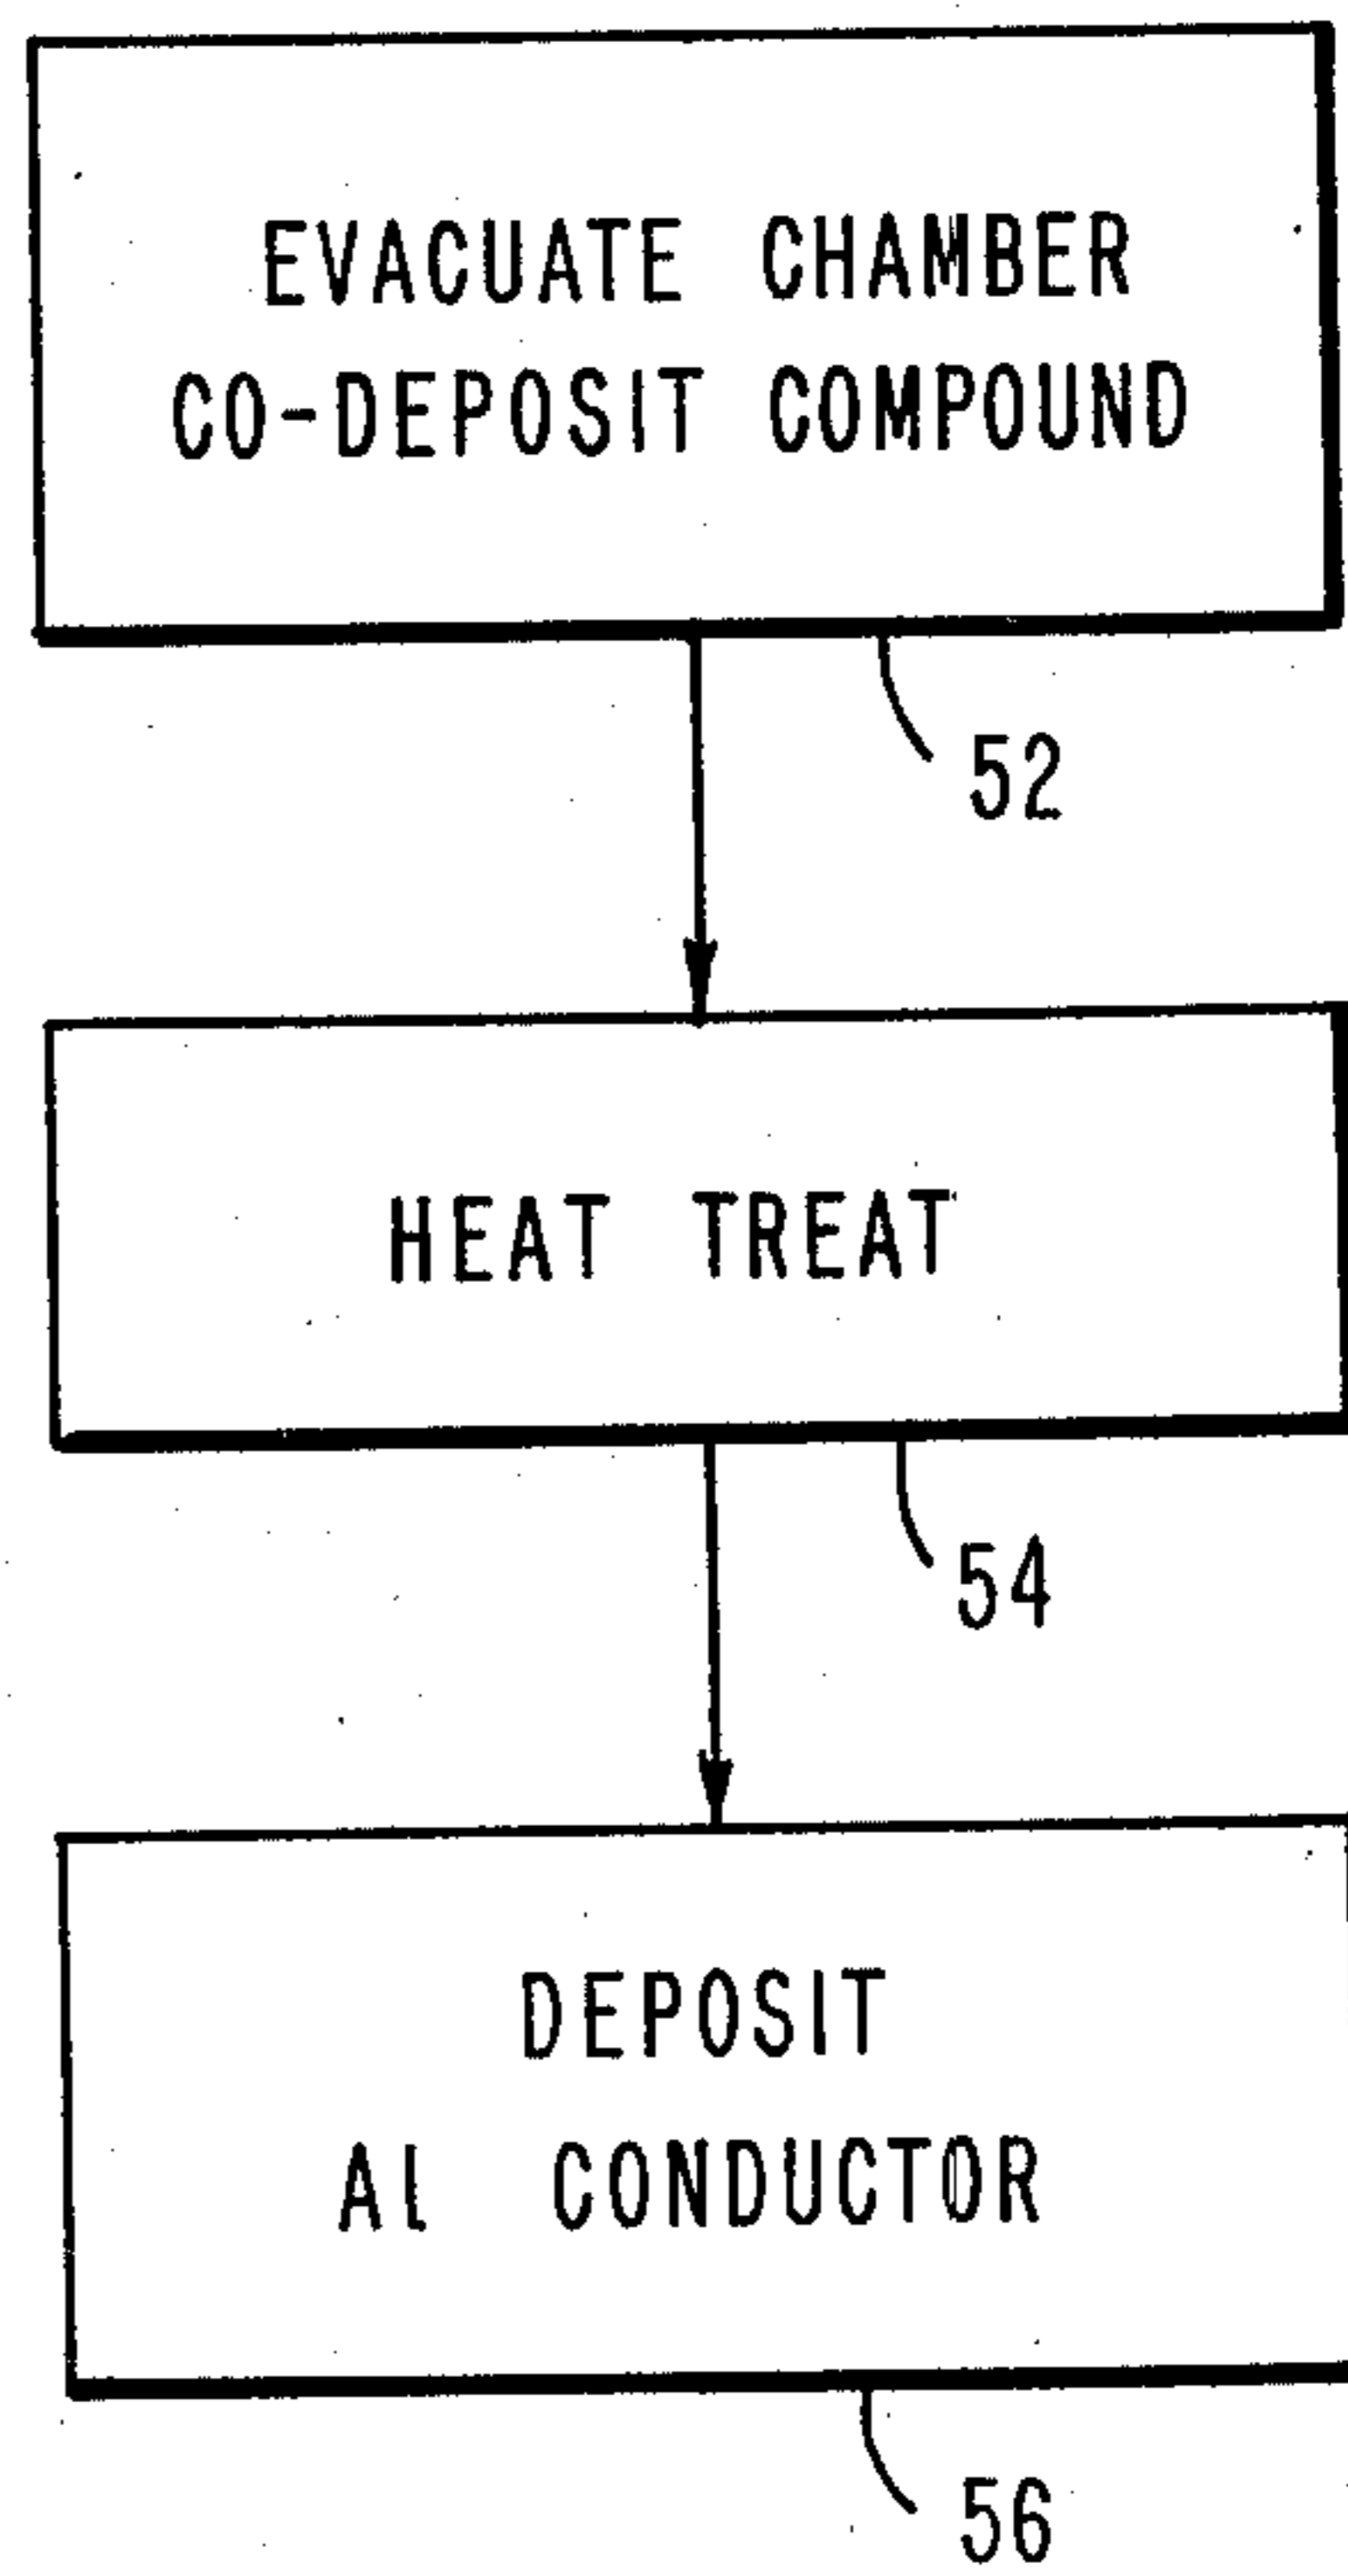 EVACUATE CHAMBER
CO-DEPOSIT COMPOUND
52
HEAT TREAT
54
DEPOSIT
Al CONDUCTOR
56